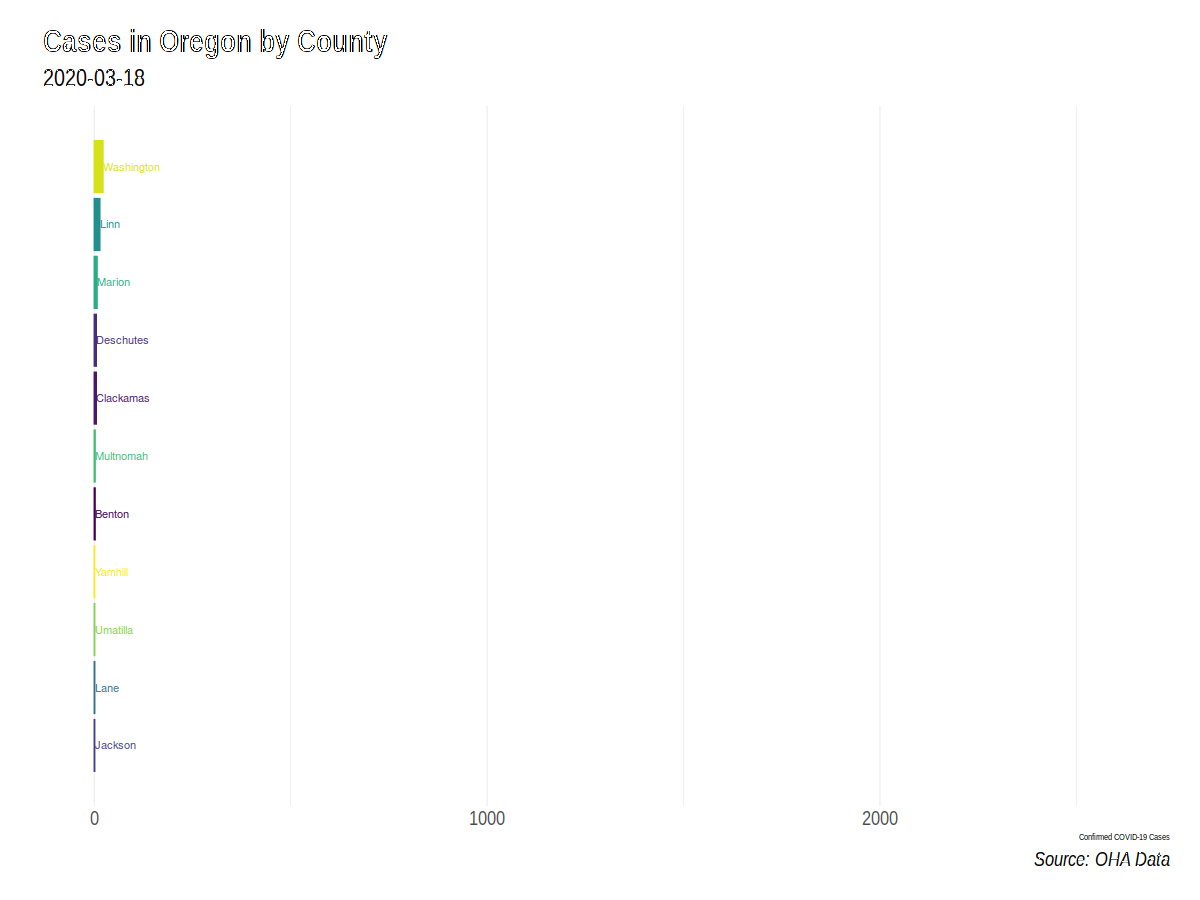 Cases in Oregon by County
2020-03-18
Washington
Linn
Marion
Deschutes
Clackamas
Multnomah
Benton
Yamhill
Umatilla
Lane
Jackson
0 1000 2000
Confirmed COVID-19 Cases
Source: OHA Data